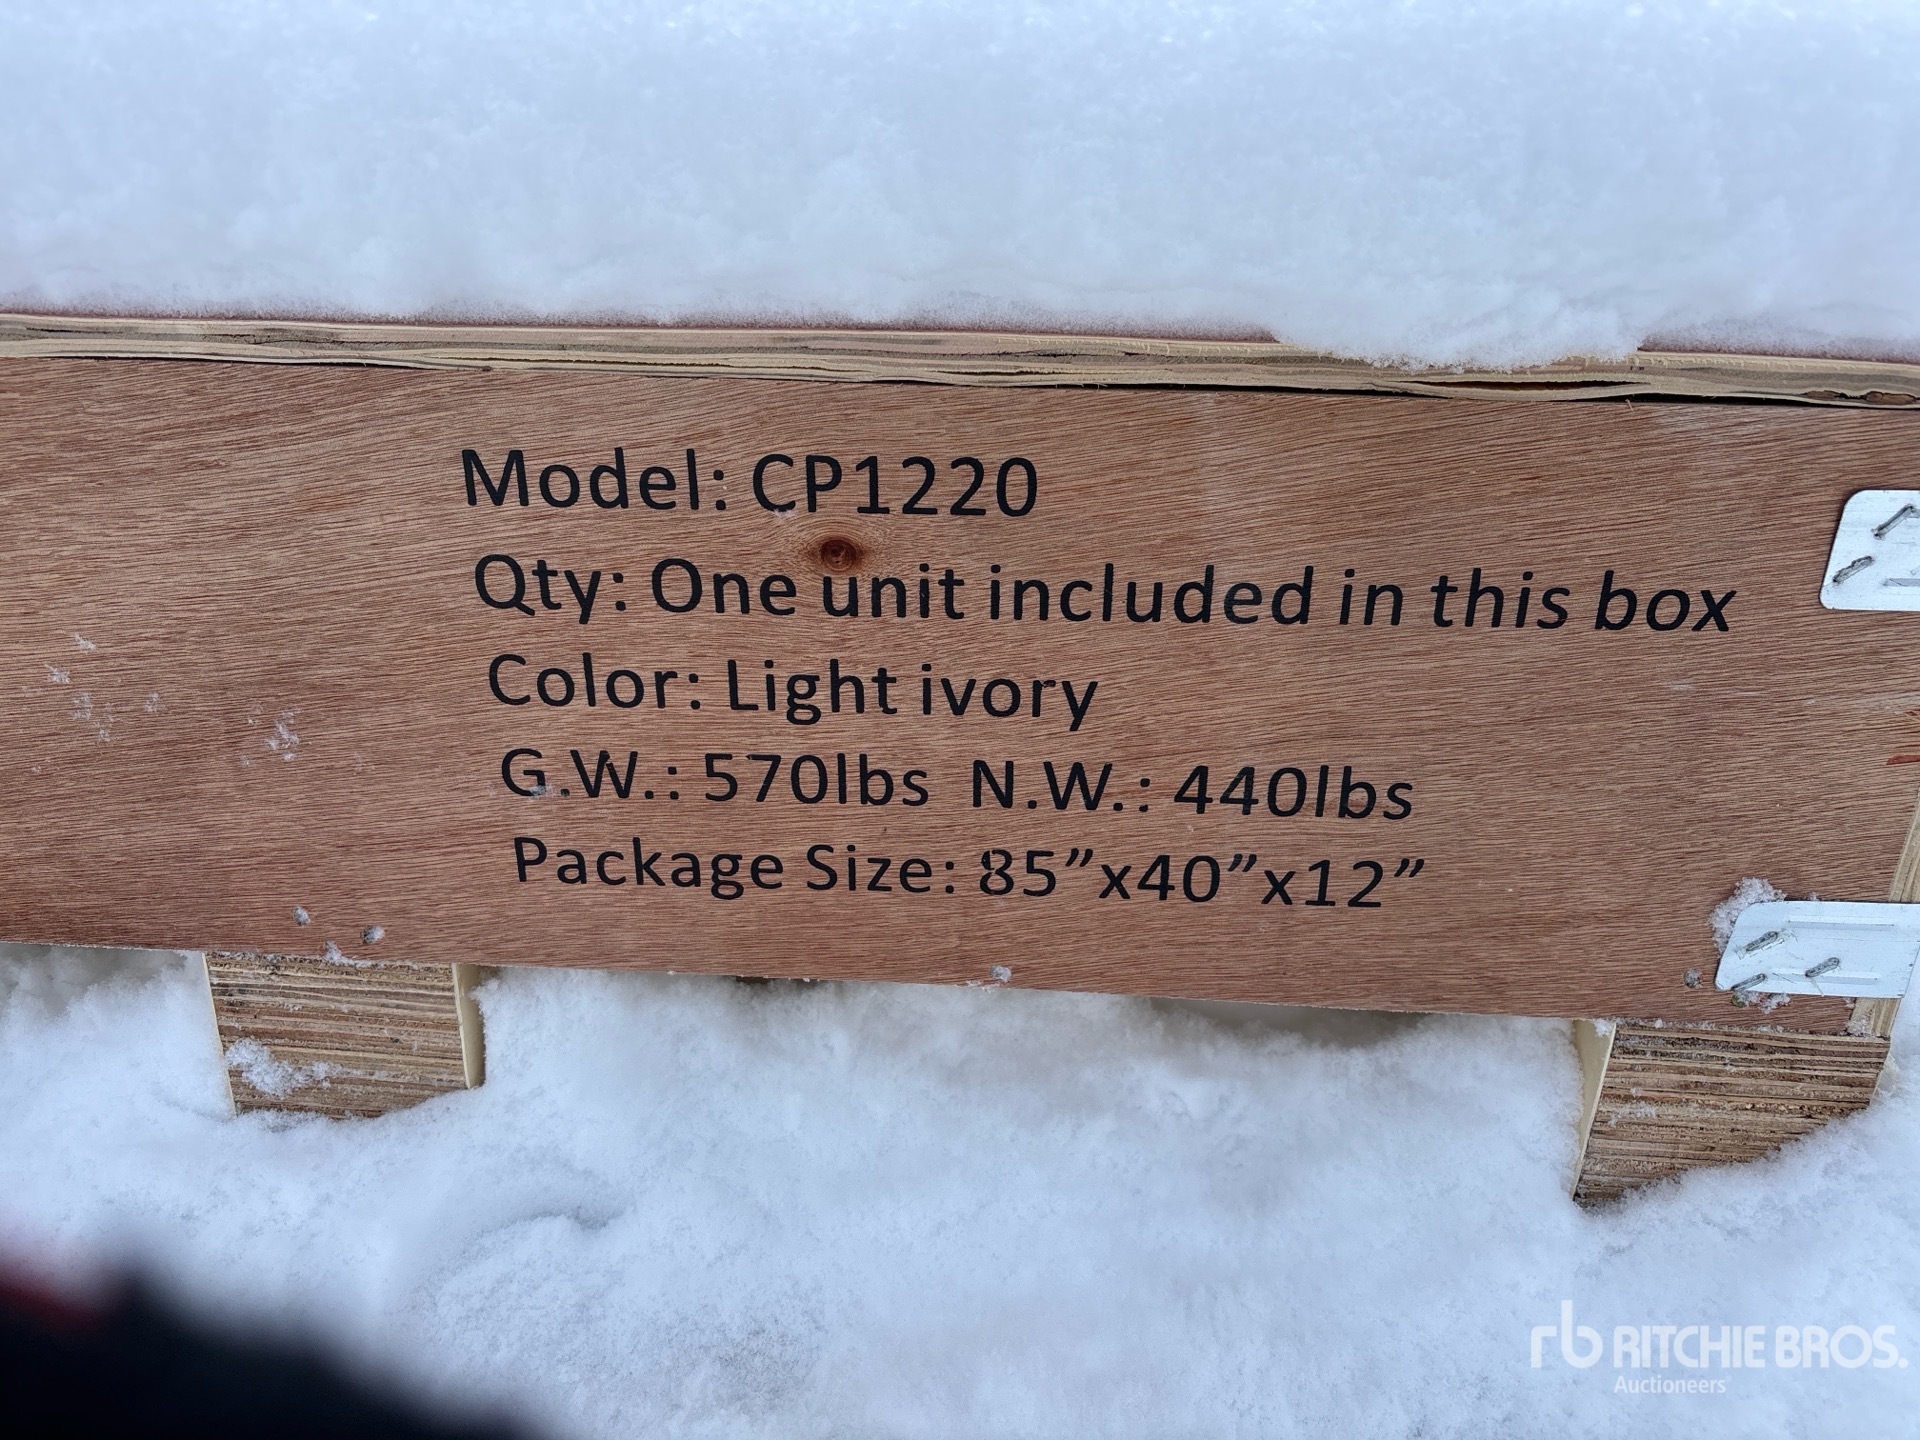 Model: CP1220
Qty: One unit included in this box
Color: Light ivory
G.W.: 570lbs N.W.: 440lbs
Package Size: 85”x40”x12”
rb RITCHIE BROS.
Auctioneers